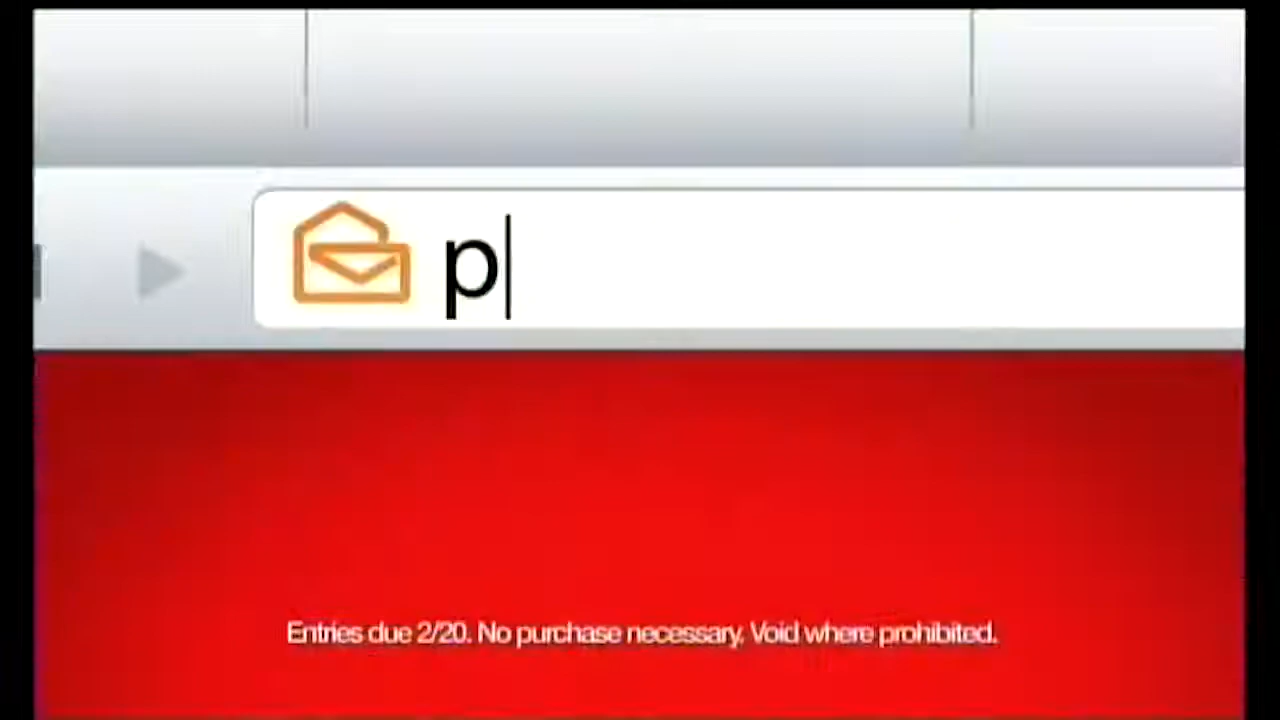 p
Entries due 2/20. No purchase necessary. Void where prohibited.